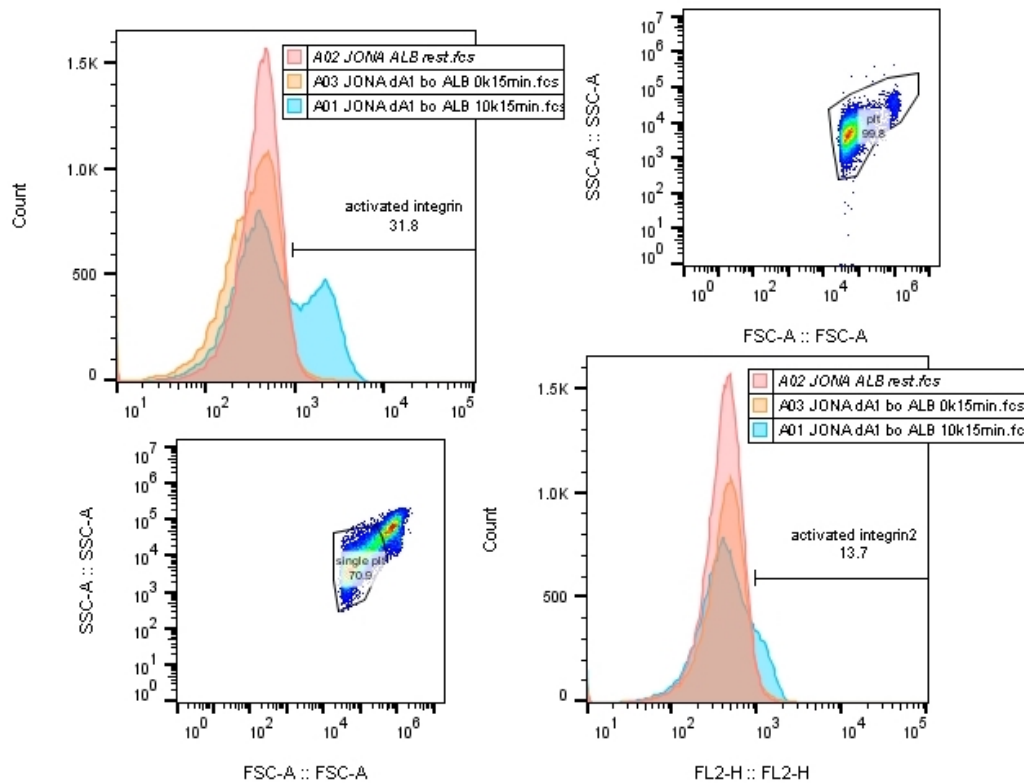 A02 JONA ALB rest.fcs
A03 JONA dA1 bo ALB 0k15min.fcs
A01 JONA dA1 bo ALB 10k15min.fcs
1.5K
1.0K
500
0
Count
activated integrin
31.8
10^1
10^2
10^3
10^4
10^5
10^7
10^6
10^5
10^4
10^3
10^2
10^1
10^0
SSC-A :: SSC-A
plt
99.8
10^0
10^2
10^4
10^6
FSC-A :: FSC-A
10^7
10^6
10^5
10^4
10^3
10^2
10^1
10^0
SSC-A :: SSC-A
single plt
70.9
10^0
10^2
10^4
10^6
FSC-A :: FSC-A
A02 JONA ALB rest.fcs
A03 JONA dA1 bo ALB 0k15min.fcs
A01 JONA dA1 bo ALB 10k15min.fc
1.5K
1.0K
500
0
Count
activated integrin2
13.7
10^1
10^2
10^3
10^4
10^5
FL2-H :: FL2-H